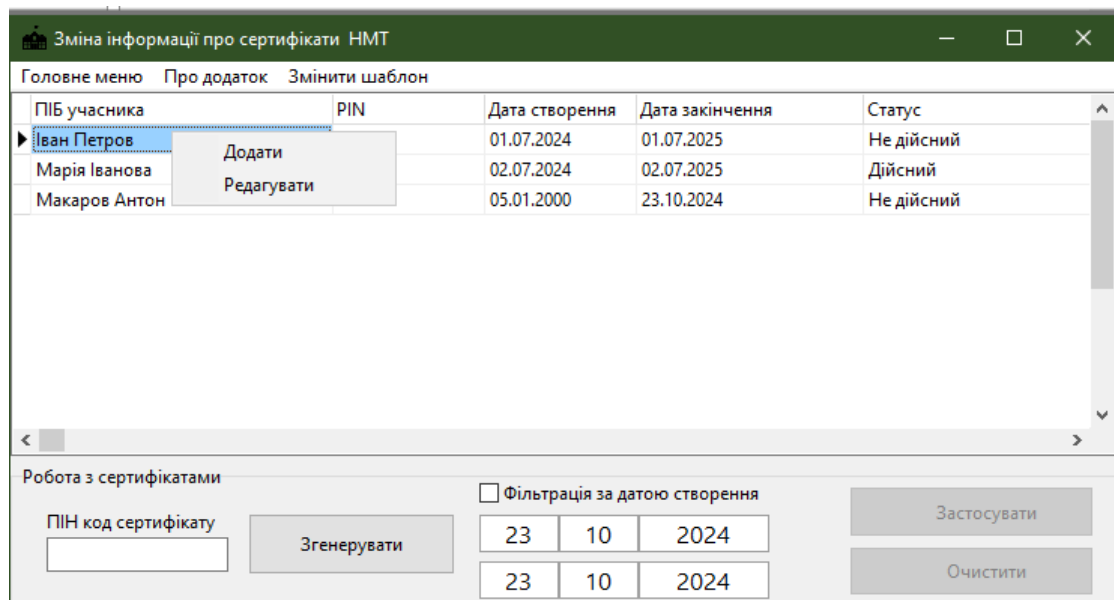 Зміна інформації про сертифікати НМТ
Головне меню Про додаток Змінити шаблон
ПІБ учасника PIN Дата створення Дата закінчення Статус
Іван Петров 01.07.2024 01.07.2025 Не дійсний
Додати
Марія Іванова 02.07.2024 02.07.2025 Дійсний
Редагувати
Макаров Антон 05.01.2000 23.10.2024 Не дійсний
Робота з сертифікатами
Фільтрація за датою створення
ПІН код сертифікату
Згенерувати
23 10 2024
Застосувати
23 10 2024
Очистити